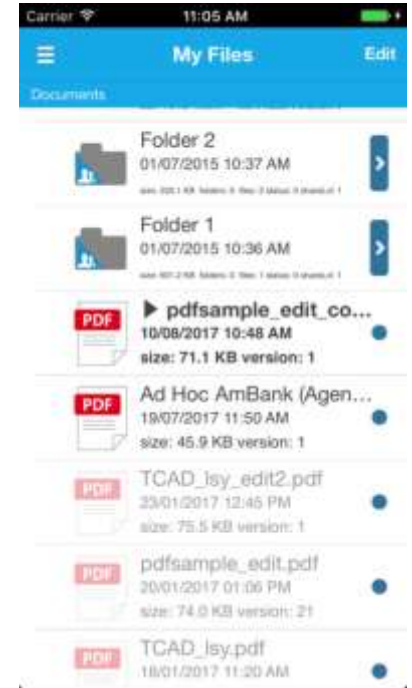 Carrier 11:05 AM
My Files Edit
Documents
Folder 2
01/07/2015 10:37 AM
Folder 1
01/07/2015 10:36 AM
PDF
▶ pdfsample_edit_co...
10/08/2017 10:48 AM
size: 71.1 KB version: 1
PDF
Ad Hoc AmBank (Agen...
19/07/2017 11:50 AM
size: 45.9 KB version: 1
PDF
TCAD_lsy_edit2.pdf
23/01/2017 12:45 PM
size: 75.5 KB version: 1
PDF
pdfsample_edit.pdf
20/01/2017 01:06 PM
size: 74.0 KB version: 21
PDF
TCAD_lsy.pdf
18/01/2017 11:20 AM